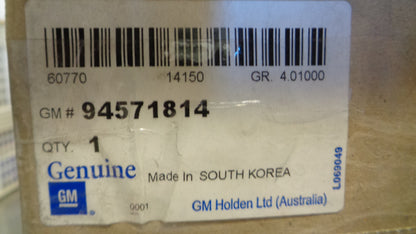 60770 14150 GR. 4.01000
GM # 94571814
QTY. 1
Genuine Made In SOUTH KOREA
GM ® 0001 GM Holden Ltd (Australia)
L069049